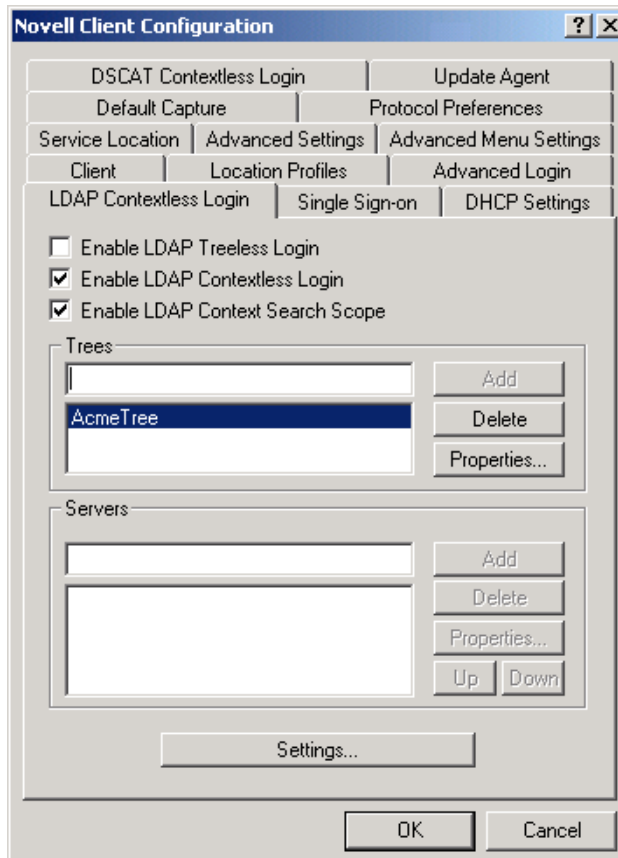 Novell Client Configuration
DSCAT Contextless Login Update Agent
Default Capture Protocol Preferences
Service Location Advanced Settings Advanced Menu Settings
Client Location Profiles Advanced Login
LDAP Contextless Login Single Sign-on DHCP Settings
Enable LDAP Treeless Login
Enable LDAP Contextless Login
Enable LDAP Context Search Scope
Trees
Add
AcmeTree
Delete
Properties...
Servers
Add
Delete
Properties...
Up Down
Settings...
OK Cancel